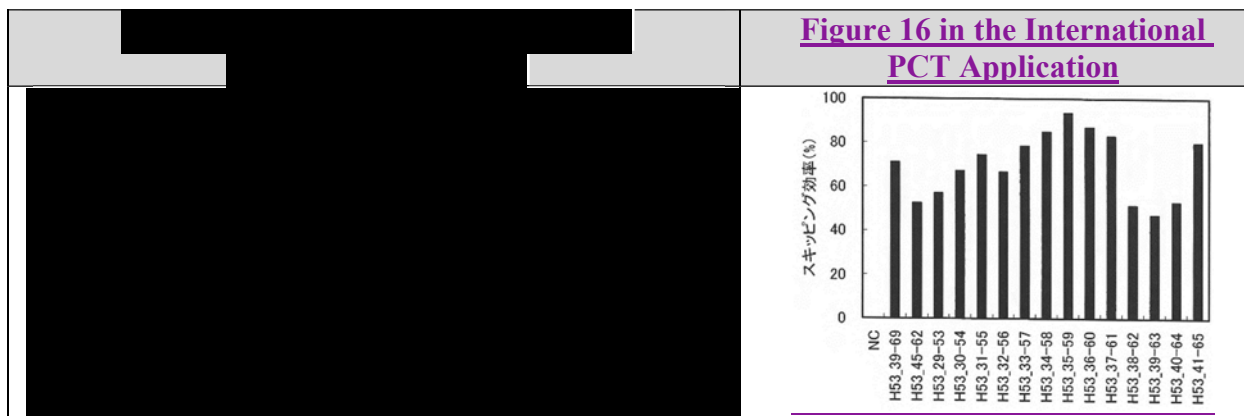 Figure 16 in the International
PCT Application
100
80
60
40
20
0
スキッピング効率(%)
NC
H53_39-69
H53_45-62
H53_29-53
H53_30-54
H53_31-55
H53_32-56
H53_33-57
H53_34-58
H53_35-59
H53_36-60
H53_37-61
H53_38-62
H53_39-63
H53_40-64
H53_41-65